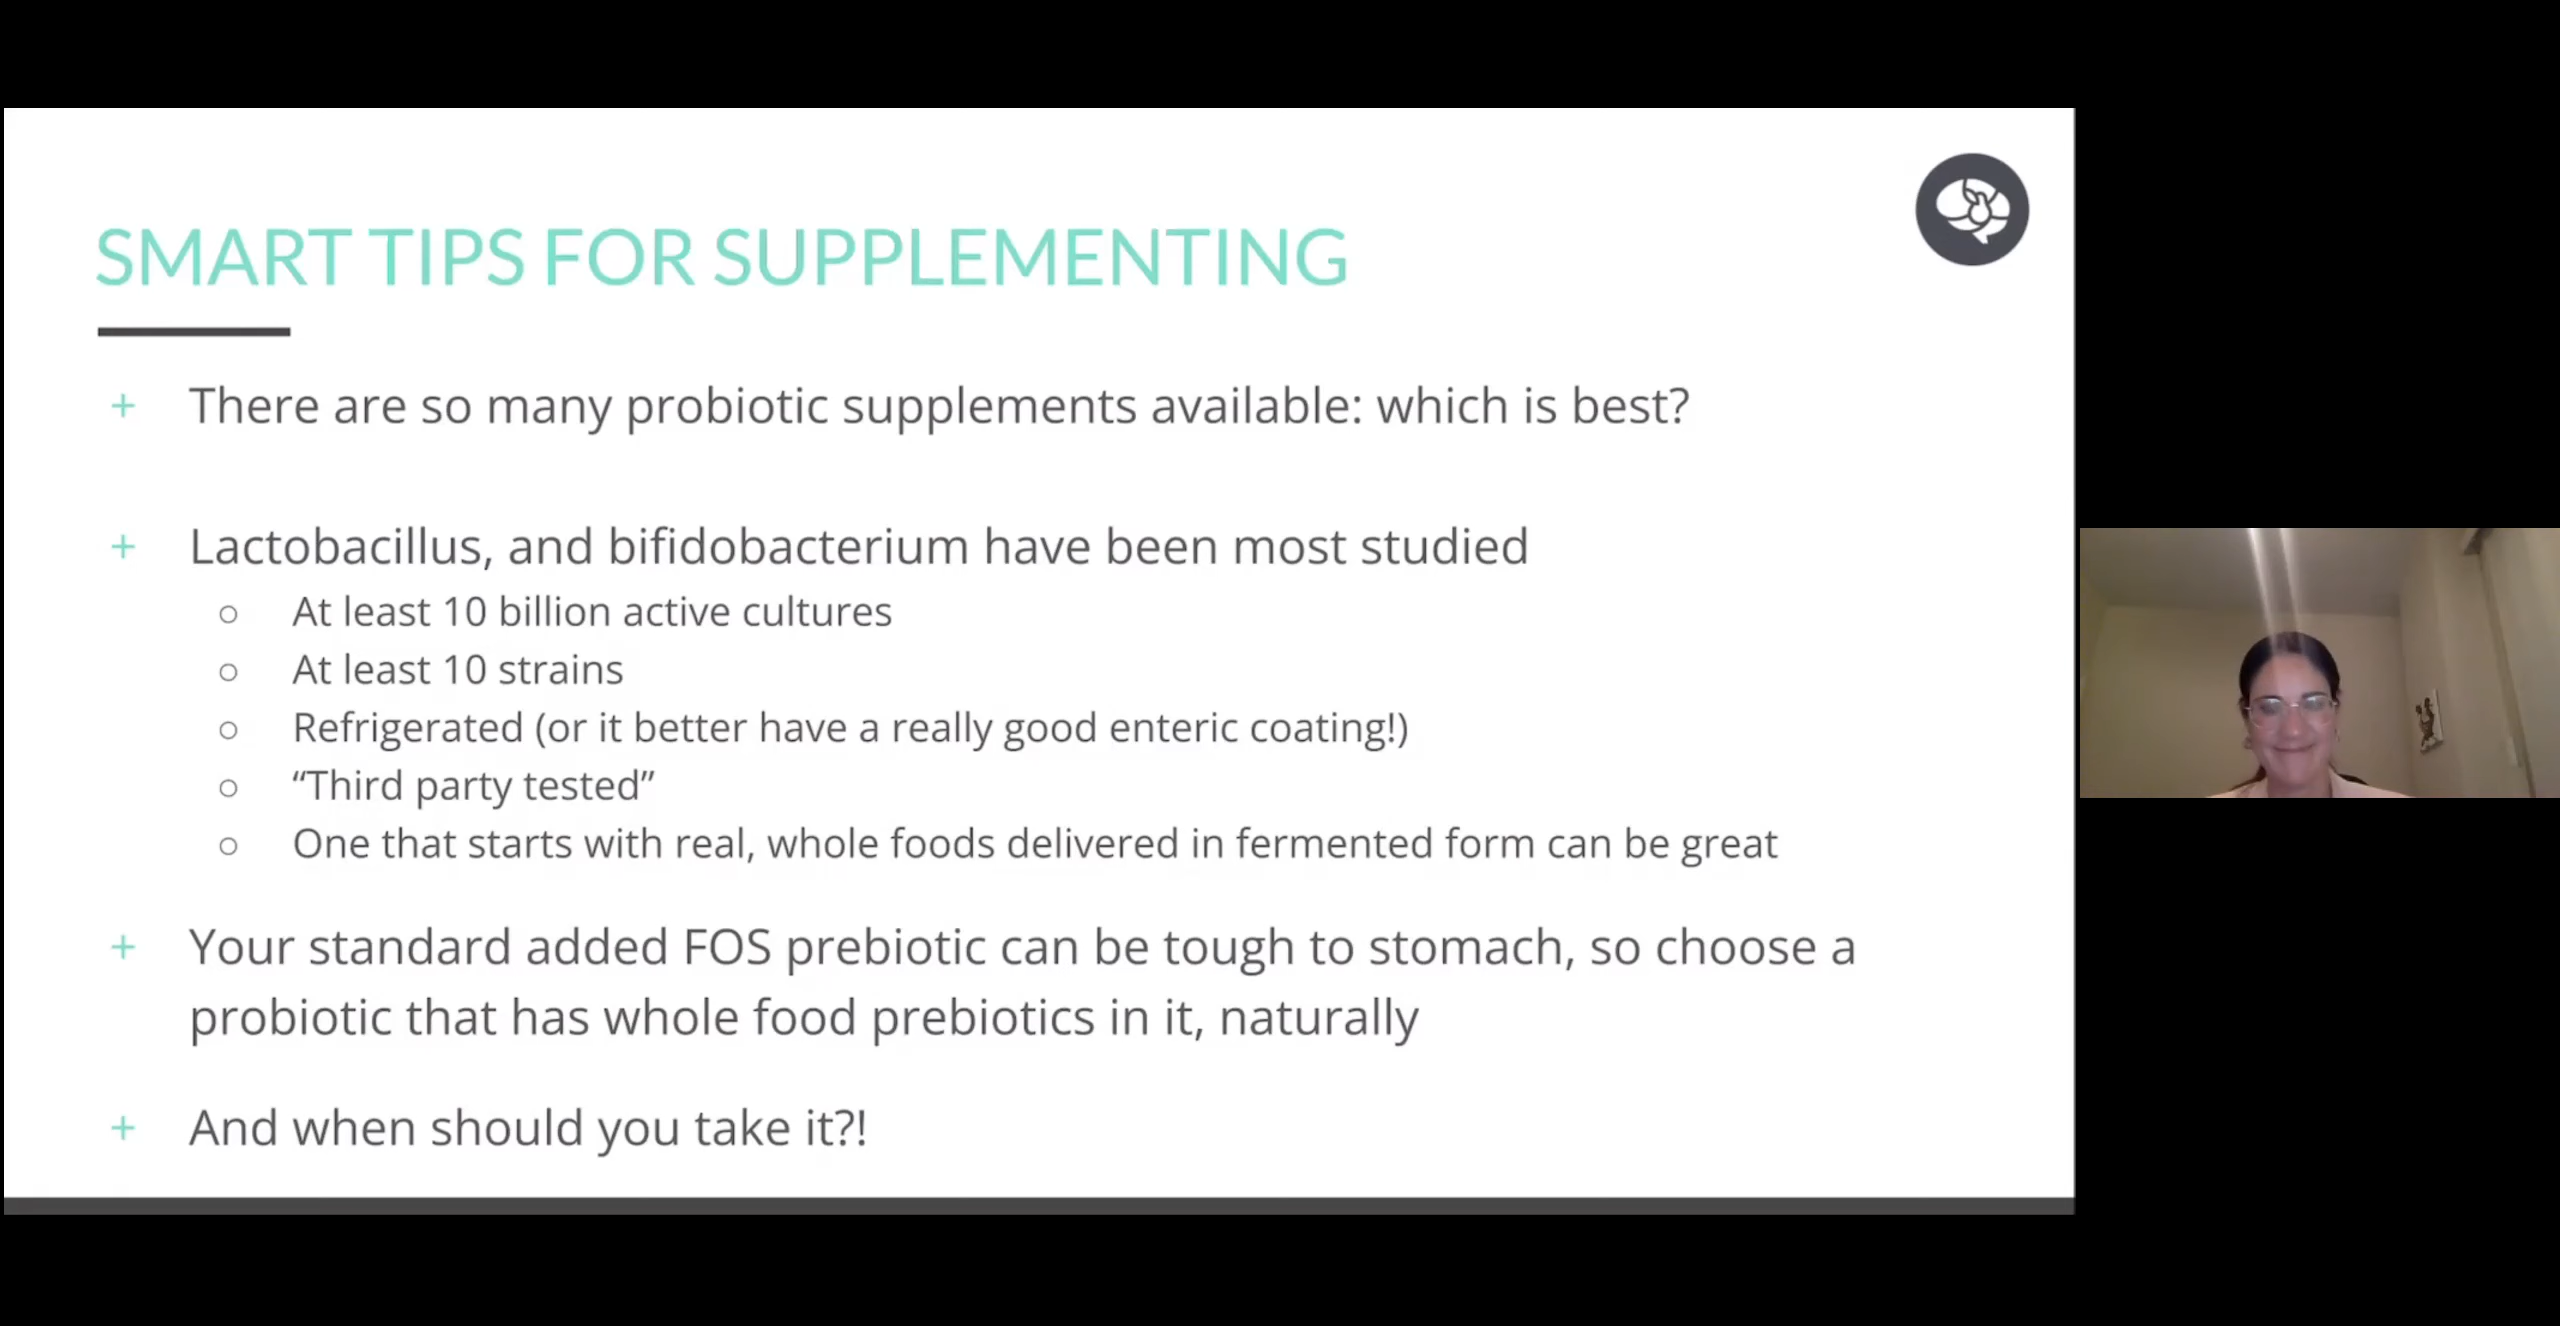 SMART TIPS FOR SUPPLEMENTING
+ There are so many probiotic supplements available: which is best?
+ Lactobacillus, and bifidobacterium have been most studied
○ At least 10 billion active cultures
○ At least 10 strains
○ Refrigerated (or it better have a really good enteric coating!)
○ “Third party tested”
○ One that starts with real, whole foods delivered in fermented form can be great
+ Your standard added FOS prebiotic can be tough to stomach, so choose a
probiotic that has whole food prebiotics in it, naturally
+ And when should you take it?!